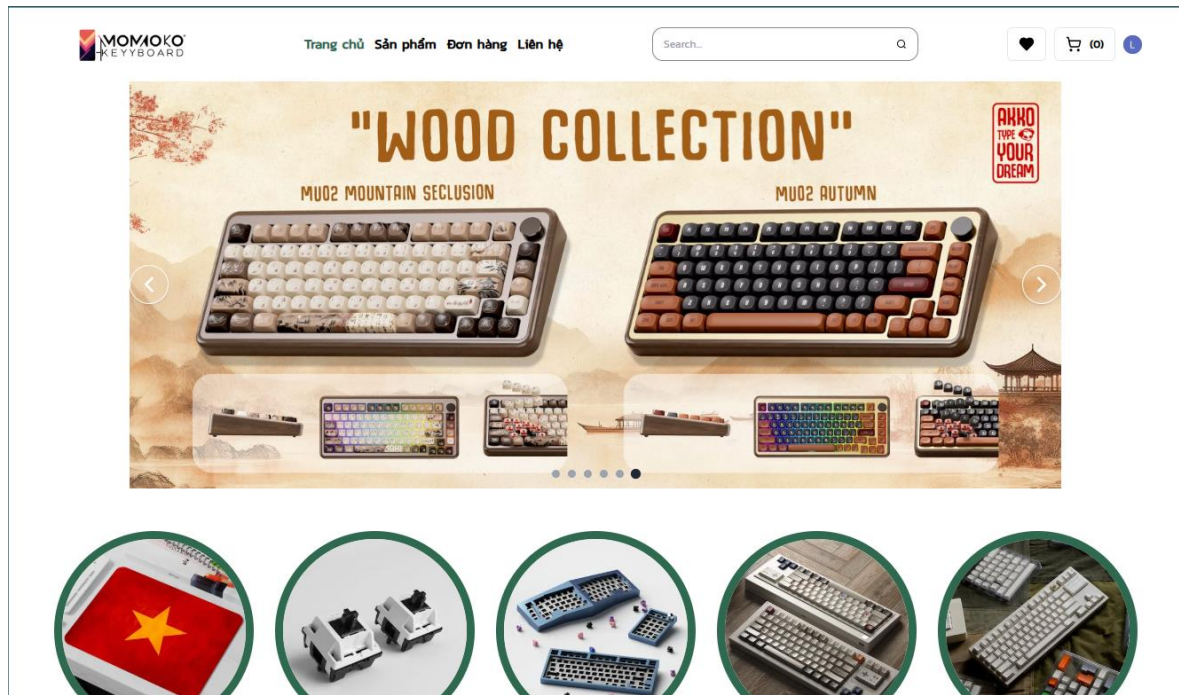 MOMOKO
KEYYBOARD
Trang chủ Sản phẩm Đơn hàng Liên hệ
Search...
(0)
L
"WOOD COLLECTION"
AKKO
TYPE
YOUR
DREAM
MU02 MOUNTAIN SECLUSION
MU02 AUTUMN